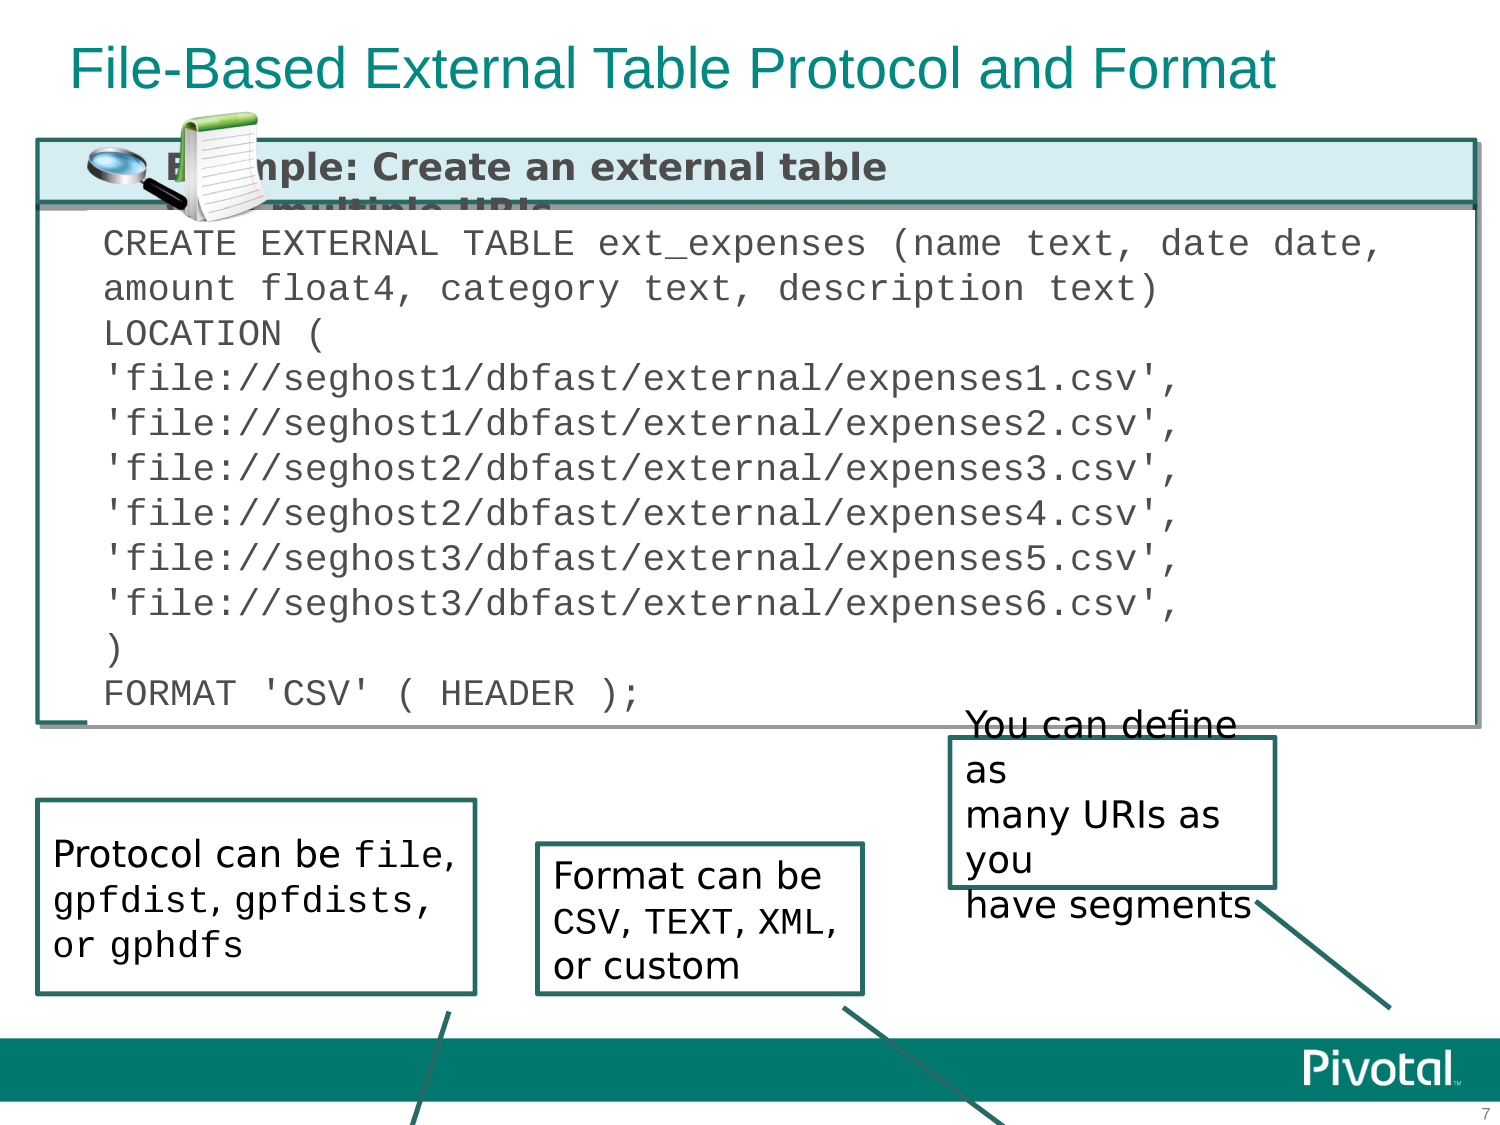 File-Based External Table Protocol and Format
mple: Create an external table
multiple URIs
CREATE EXTERNAL TABLE ext_expenses (name text, date date,
amount float4, category text, description text)
LOCATION (
'file://seghost1/dbfast/external/expenses1.csv',
'file://seghost1/dbfast/external/expenses2.csv',
'file://seghost2/dbfast/external/expenses3.csv',
'file://seghost2/dbfast/external/expenses4.csv',
'file://seghost3/dbfast/external/expenses5.csv',
'file://seghost3/dbfast/external/expenses6.csv',
)
FORMAT 'CSV' ( HEADER );
You can define
as
many URIs as
you
have segments
Protocol can be file,
gpfdist, gpfdists,
or gphdfs
Format can be
CSV, TEXT, XML,
or custom
Pivotal™
7